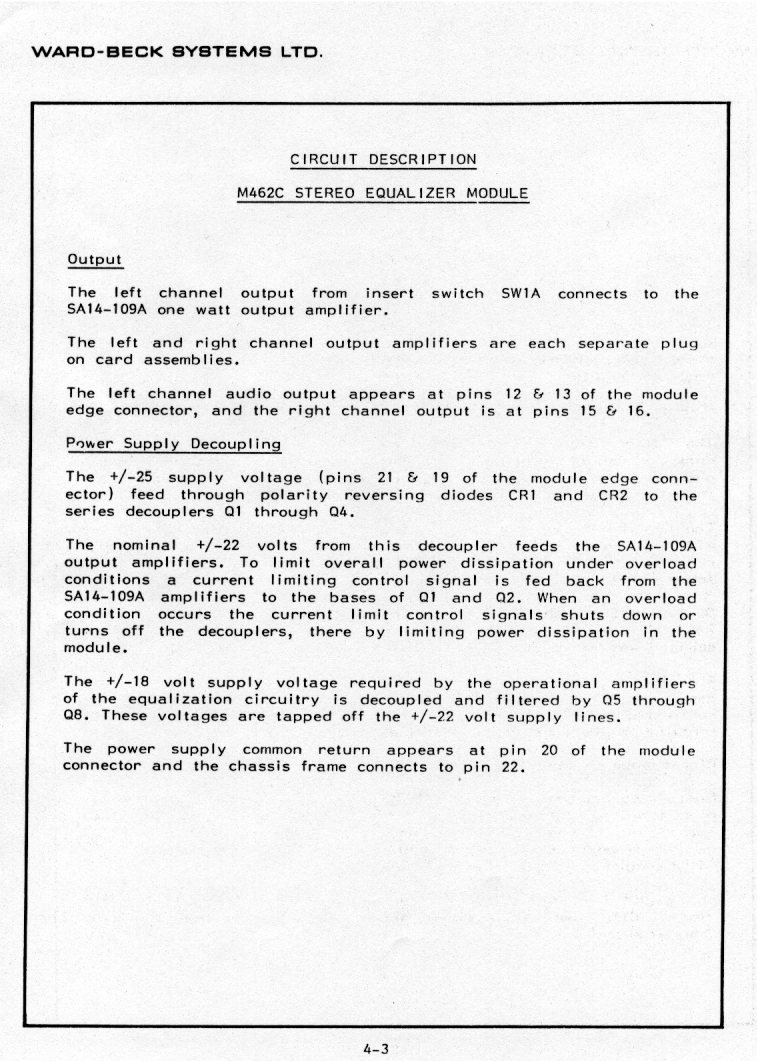 WARD-BECK SYSTEMS LTD.
CIRCUIT DESCRIPTION
M462C STEREO EQUALIZER MODULE
Output
The left channel output from insert switch SW1A connects to the
SA14-109A one watt output amplifier.
The left and right channel output amplifiers are each separate plug
on card assemblies.
The left channel audio output appears at pins 12 & 13 of the module
edge connector, and the right channel output is at pins 15 & 16.
Power Supply Decoupling
The +/-25 supply voltage (pins 21 & 19 of the module edge conn-
ector) feed through polarity reversing diodes CR1 and CR2 to the
series decouplers Q1 through Q4.
The nominal +/-22 volts from this decoupler feeds the SA14-109A
output amplifiers. To limit overall power dissipation under overload
conditions a current limiting control signal is fed back from the
SA14-109A amplifiers to the bases of Q1 and Q2. When an overload
condition occurs the current limit control signals shuts down or
turns off the decouplers, there by limiting power dissipation in the
module.
The +/-18 volt supply voltage required by the operational amplifiers
of the equalization circuitry is decoupled and filtered by Q5 through
Q8. These voltages are tapped off the +/-22 volt supply lines.
The power supply common return appears at pin 20 of the module
connector and the chassis frame connects to pin 22.
4-3